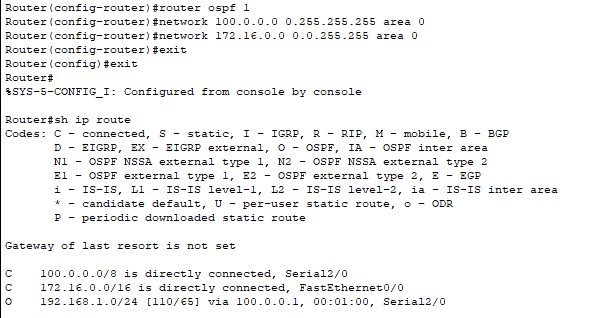 Router(config-router)#router ospf 1
Router(config-router)#network 100.0.0.0 0.255.255.255 area 0
Router(config-router)#network 172.16.0.0 0.0.255.255 area 0
Router(config-router)#exit
Router(config)#exit
Router#
%SYS-5-CONFIG_I: Configured from console by console

Router#sh ip route
Codes: C - connected, S - static, I - IGRP, R - RIP, M - mobile, B - BGP
       D - EIGRP, EX - EIGRP external, O - OSPF, IA - OSPF inter area
       N1 - OSPF NSSA external type 1, N2 - OSPF NSSA external type 2
       E1 - OSPF external type 1, E2 - OSPF external type 2, E - EGP
       i - IS-IS, L1 - IS-IS level-1, L2 - IS-IS level-2, ia - IS-IS inter area
       * - candidate default, U - per-user static route, o - ODR
       P - periodic downloaded static route

Gateway of last resort is not set

C    100.0.0.0/8 is directly connected, Serial2/0
C    172.16.0.0/16 is directly connected, FastEthernet0/0
O    192.168.1.0/24 [110/65] via 100.0.0.1, 00:01:00, Serial2/0